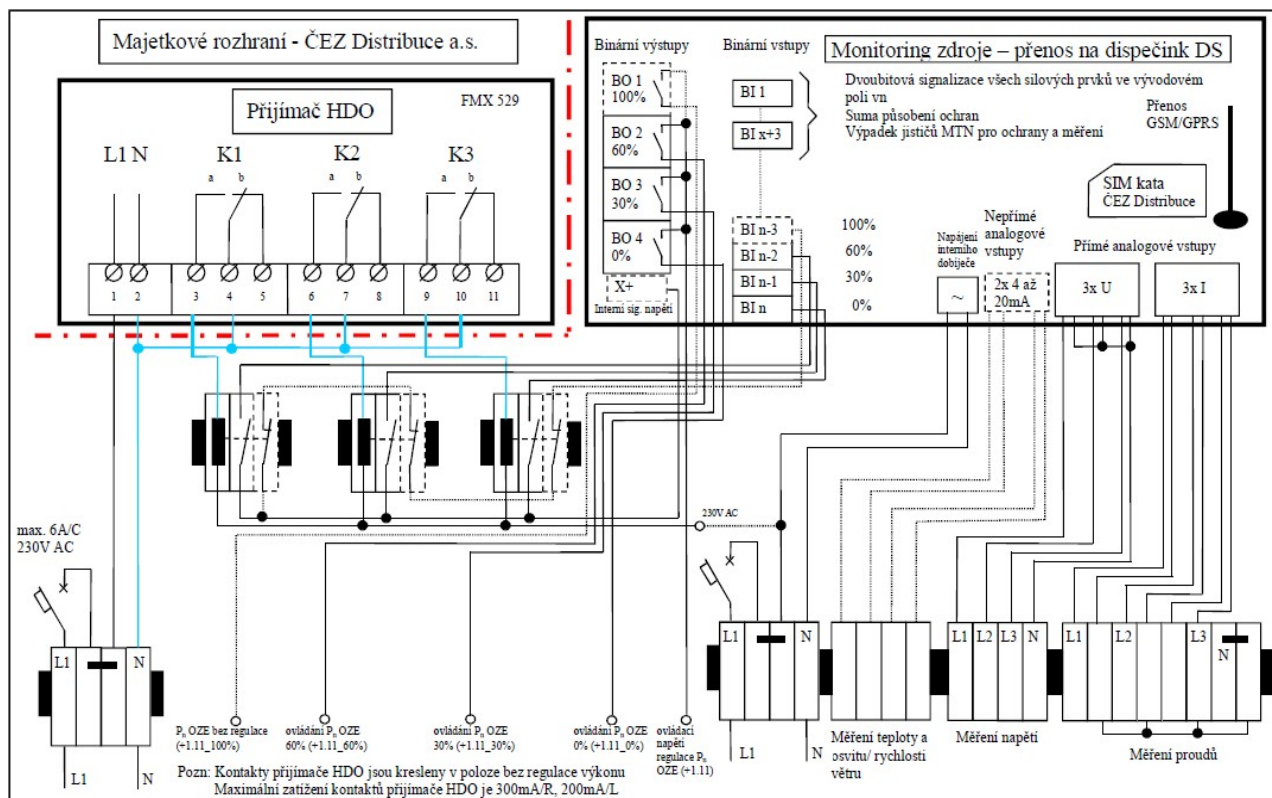 Majetkové rozhraní - ČEZ Distribuce a.s.
Přijímač HDO
FMX 529
L1 N
K1
K2
K3
a b
a b
a b
1 2 3 4 5 6 7 8 9 10 11
Binární výstupy
BO 1
100%
BO 2
60%
BO 3
30%
BO 4
0%
X+
Interní sig. napětí
Binární vstupy
BI 1
BI x+3
BI n-3
BI n-2
BI n-1
BI n
100%
60%
30%
0%
Monitoring zdroje – přenos na dispečink DS
Dvoubitová signalizace všech silových prvků ve vývodovém
poli vn
Suma působení ochran
Výpadek jističů MTN pro ochrany a měření
Přenos
GSM/GPRS
SIM kata
ČEZ Distribuce
Napájení
interního
dobíječe
~
Nepřímé
analogové
vstupy
2x 4 až
20mA
Přímé analogové vstupy
3x U
3x I
max. 6A/C
230V AC
230V AC
L1
N
L1
N
L1
N
L1
N
L1 L2 L3 N
L1 L2 L3 N
Pn OZE bez regulace
(+1.11_100%)
ovládání Pn OZE
60% (+1.11_60%)
ovládání Pn OZE
30% (+1.11_30%)
ovládání Pn OZE
0% (+1.11_0%)
ovládací
napětí
regulace Pn
OZE (+1.11)
Měření teploty a
osvitu/ rychlosti
větru
Měření napětí
Měření proudů
Pozn: Kontakty přijímače HDO jsou kresleny v poloze bez regulace výkonu
Maximální zatížení kontaktů přijímače HDO je 300mA/R, 200mA/L